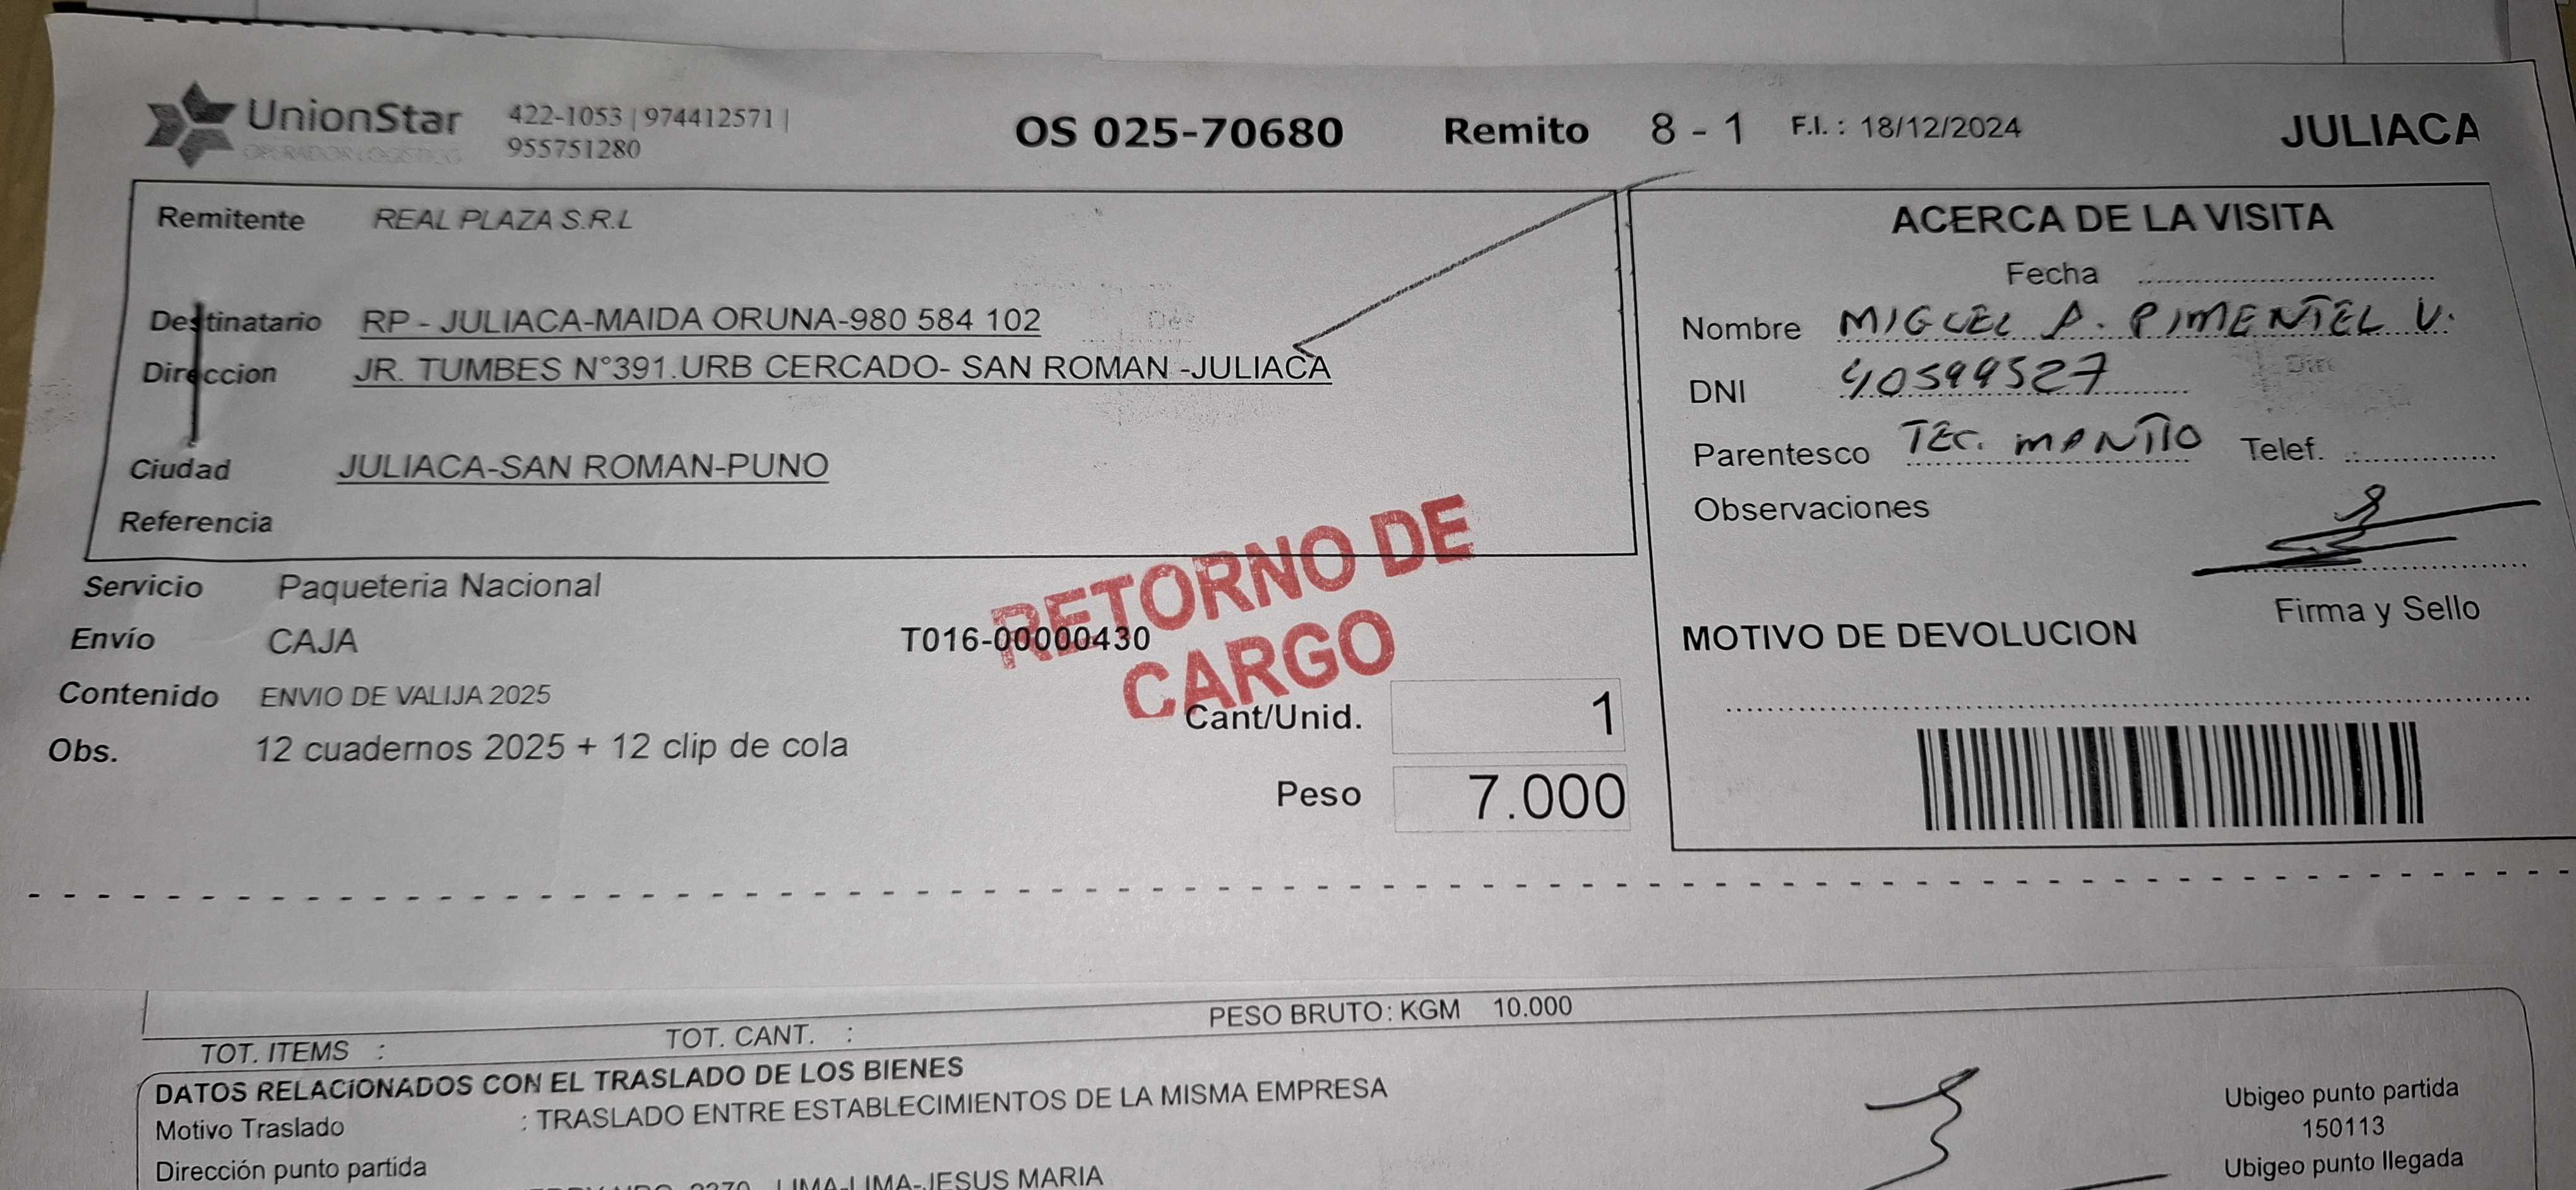 UnionStar
OPERADOR LOGISTICO
422-1053 | 974412571 |
955751280
OS 025-70680 Remito 8 - 1 F.I. : 18/12/2024 JULIACA
Remitente REAL PLAZA S.R.L
Destinatario RP - JULIACA-MAIDA ORUNA-980 584 102
Direccion JR. TUMBES N°391.URB CERCADO- SAN ROMAN -JULIACA
Ciudad JULIACA-SAN ROMAN-PUNO
Referencia
Servicio Paqueteria Nacional
Envío CAJA T016-00000430
Contenido ENVIO DE VALIJA 2025
Obs. 12 cuadernos 2025 + 12 clip de cola
RETORNO DE
CARGO
Cant/Unid. 1
Peso 7.000
ACERCA DE LA VISITA
Fecha
Nombre MIGUEL A. PIMENTEL V.
DNI 40599527
Parentesco TEC. MANTTO Telef.
Observaciones
Firma y Sello
MOTIVO DE DEVOLUCION
PESO BRUTO: KGM 10.000
TOT. ITEMS : TOT. CANT. :
DATOS RELACIONADOS CON EL TRASLADO DE LOS BIENES
Motivo Traslado : TRASLADO ENTRE ESTABLECIMIENTOS DE LA MISMA EMPRESA
Dirección punto partida
LIMA-LIMA-JESUS MARIA
Ubigeo punto partida
150113
Ubigeo punto llegada